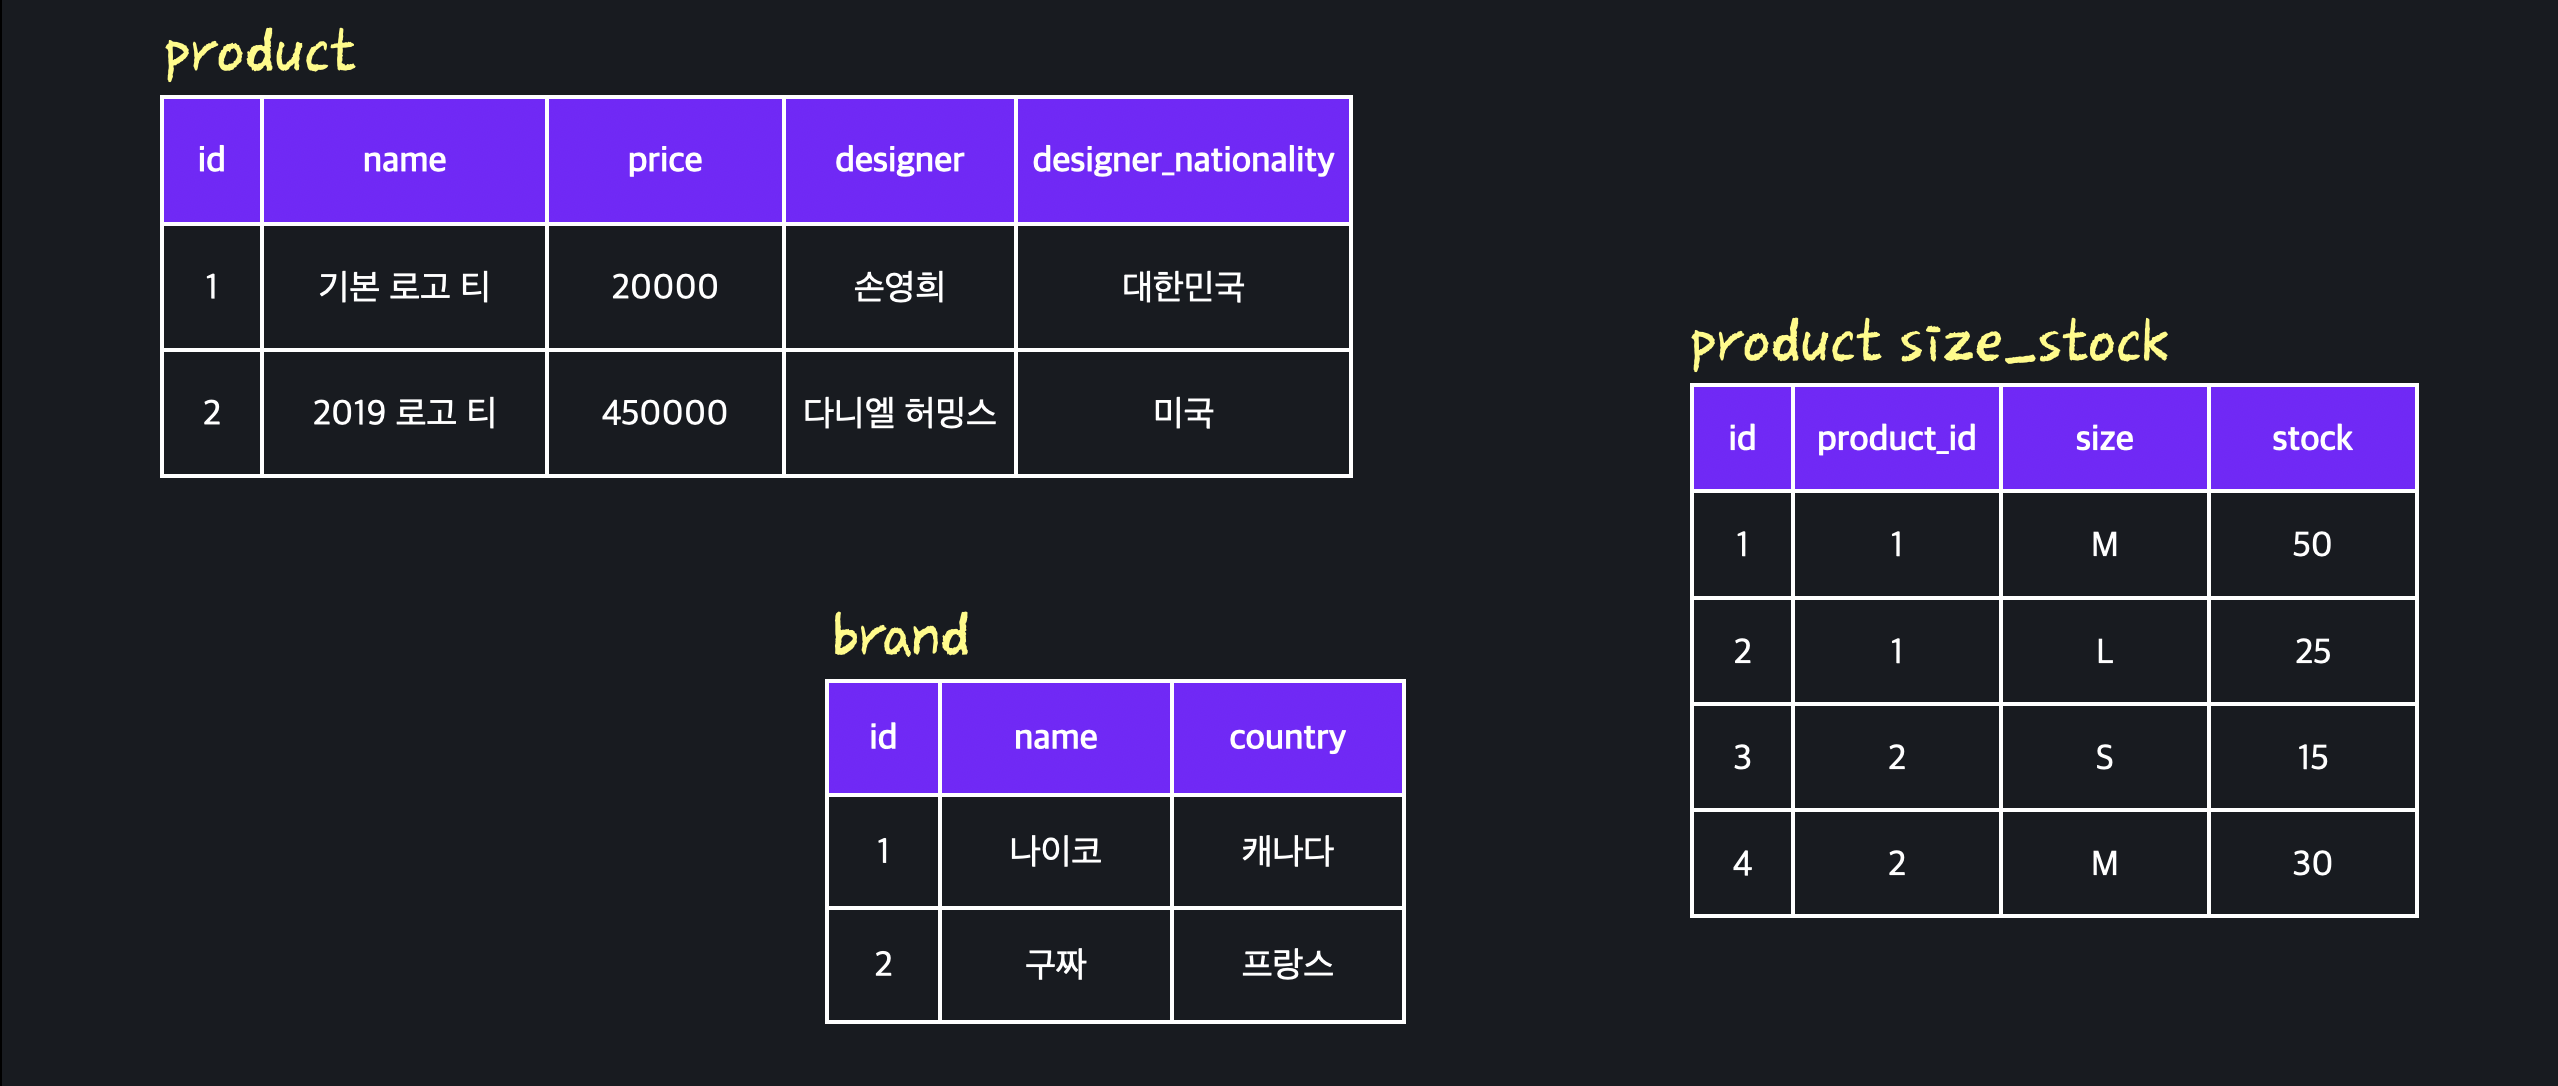 product
id name price designer designer_nationality
1 기본 로고 티 20000 손영희 대한민국
2 2019 로고 티 450000 다니엘 허밍스 미국
brand
id name country
1 나이코 캐나다
2 구짜 프랑스
product size_stock
id product_id size stock
1 1 M 50
2 1 L 25
3 2 S 15
4 2 M 30